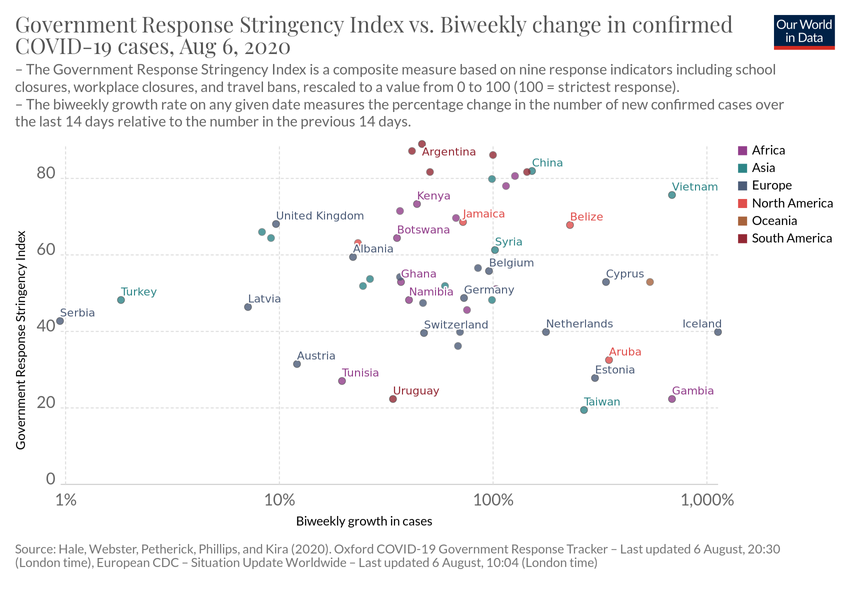 Government Response Stringency Index vs. Biweekly change in confirmed
COVID-19 cases, Aug 6, 2020
Our World
in Data
– The Government Response Stringency Index is a composite measure based on nine response indicators including school
closures, workplace closures, and travel bans, rescaled to a value from 0 to 100 (100 = strictest response).
– The biweekly growth rate on any given date measures the percentage change in the number of new confirmed cases over
the last 14 days relative to the number in the previous 14 days.
Africa
Asia
Europe
North America
Oceania
South America
Government Response Stringency Index
80
60
40
20
0
Argentina
China
Vietnam
Kenya
United Kingdom
Jamaica
Belize
Botswana
Albania
Syria
Belgium
Ghana
Cyprus
Turkey
Namibia
Germany
Latvia
Serbia
Switzerland
Netherlands
Iceland
Austria
Aruba
Tunisia
Estonia
Uruguay
Gambia
Taiwan
1%
10%
100%
1,000%
Biweekly growth in cases
Source: Hale, Webster, Petherick, Phillips, and Kira (2020). Oxford COVID-19 Government Response Tracker – Last updated 6 August, 20:30
(London time), European CDC – Situation Update Worldwide – Last updated 6 August, 10:04 (London time)